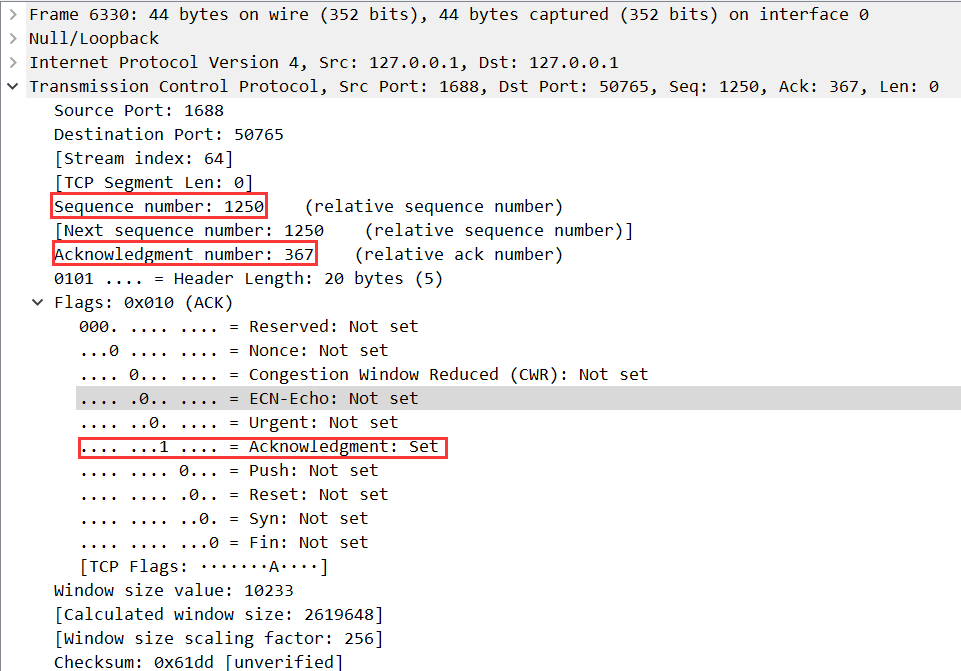 Frame 6330: 44 bytes on wire (352 bits), 44 bytes captured (352 bits) on interface 0
Null/Loopback
Internet Protocol Version 4, Src: 127.0.0.1, Dst: 127.0.0.1
Transmission Control Protocol, Src Port: 1688, Dst Port: 50765, Seq: 1250, Ack: 367, Len: 0
Source Port: 1688
Destination Port: 50765
[Stream index: 64]
[TCP Segment Len: 0]
Sequence number: 1250    (relative sequence number)
[Next sequence number: 1250    (relative sequence number)]
Acknowledgment number: 367    (relative ack number)
0101 .... = Header Length: 20 bytes (5)
Flags: 0x010 (ACK)
000. .... .... = Reserved: Not set
...0 .... .... = Nonce: Not set
.... 0... .... = Congestion Window Reduced (CWR): Not set
.... .0.. .... = ECN-Echo: Not set
.... ..0. .... = Urgent: Not set
.... ...1 .... = Acknowledgment: Set
.... .... 0... = Push: Not set
.... .... .0.. = Reset: Not set
.... .... ..0. = Syn: Not set
.... .... ...0 = Fin: Not set
[TCP Flags: ·······A····]
Window size value: 10233
[Calculated window size: 2619648]
[Window size scaling factor: 256]
Checksum: 0x61dd [unverified]